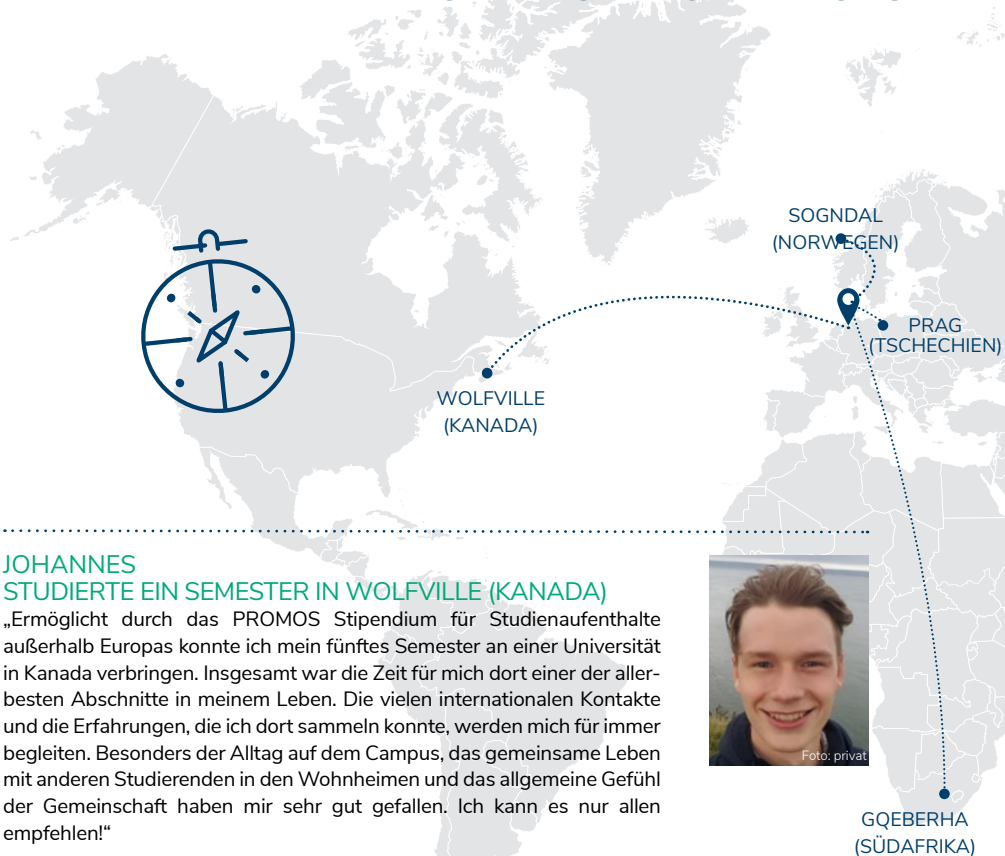 SOGNDAL
(NORWEGEN)
PRAG
(TSCHECHIEN)
WOLFVILLE
(KANADA)
JOHANNES
STUDIERTE EIN SEMESTER IN WOLFVILLE (KANADA)
„Ermöglicht durch das PROMOS Stipendium für Studienaufenthalte
außerhalb Europas konnte ich mein fünftes Semester an einer Universität
in Kanada verbringen. Insgesamt war die Zeit für mich dort einer der aller-
besten Abschnitte in meinem Leben. Die vielen internationalen Kontakte
und die Erfahrungen, die ich dort sammeln konnte, werden mich für immer
begleiten. Besonders der Alltag auf dem Campus, das gemeinsame Leben
mit anderen Studierenden in den Wohnheimen und das allgemeine Gefühl
der Gemeinschaft haben mir sehr gut gefallen. Ich kann es nur allen
empfehlen!“
Foto: privat
GQEBERHA
(SÜDAFRIKA)